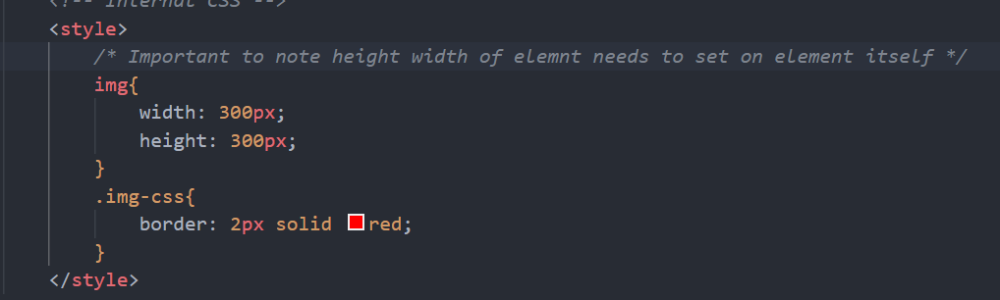 <!-- Internal CSS -->
<style>
/* Important to note height width of elemnt needs to set on element itself */
img{
width: 300px;
height: 300px;
}
.img-css{
border: 2px solid red;
}
</style>